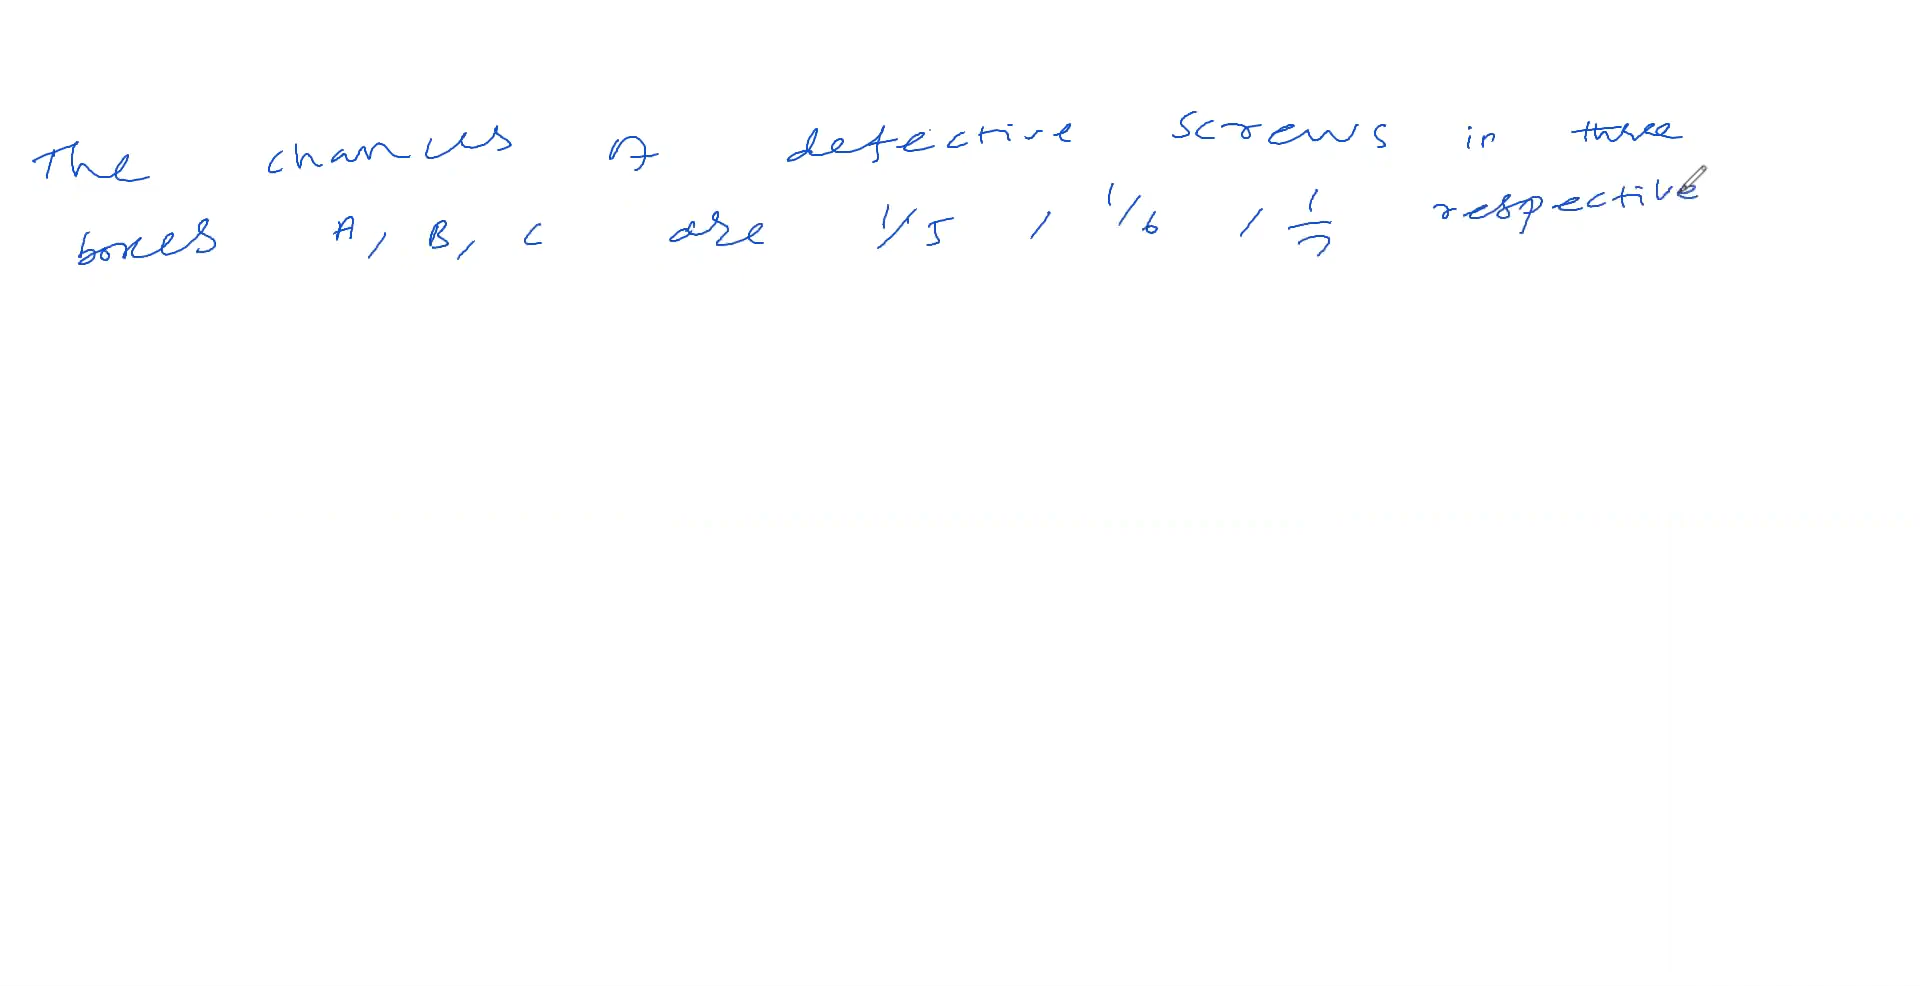 The chances of defective screws in three
boxes A, B, C are 1/5, 1/6, 1/7 respective